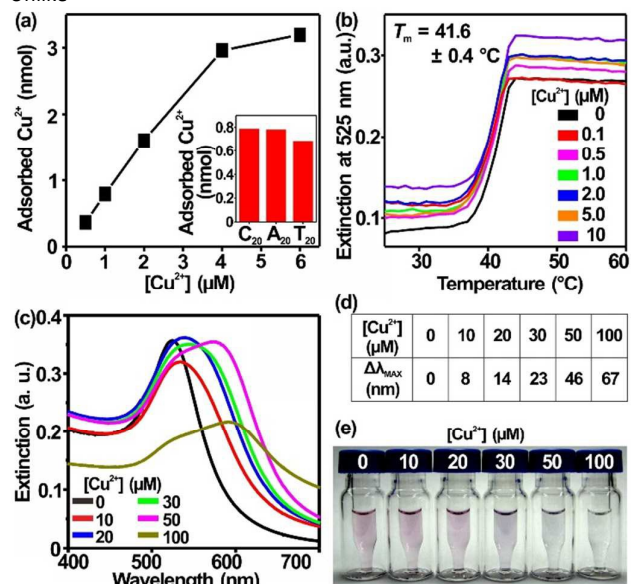 (a)
Adsorbed Cu²⁺ (nmol)
3
2
1
0
0 1 2 3 4 5 6
[Cu²⁺] (µM)
Adsorbed Cu²⁺
(nmol)
0.8
0.6
0.4
0.2
0
C₂₀ A₂₀ T₂₀
(b)
Extinction at 525 nm (a.u.)
0.3
0.2
0.1
Tₘ = 41.6
± 0.4 °C
[Cu²⁺] (µM)
0
0.1
0.5
1.0
2.0
5.0
10
30 40 50 60
Temperature (°C)
(c)
Extinction (a. u.)
0.4
0.3
0.2
0.1
0
[Cu²⁺] (µM)
0 30
10 50
20 100
400 500 600 700
Wavelength (nm)
(d)
[Cu²⁺] (µM) 0 10 20 30 50 100
ΔλMAX (nm) 0 8 14 23 46 67
(e)
[Cu²⁺] (µM)
0 10 20 30 50 100